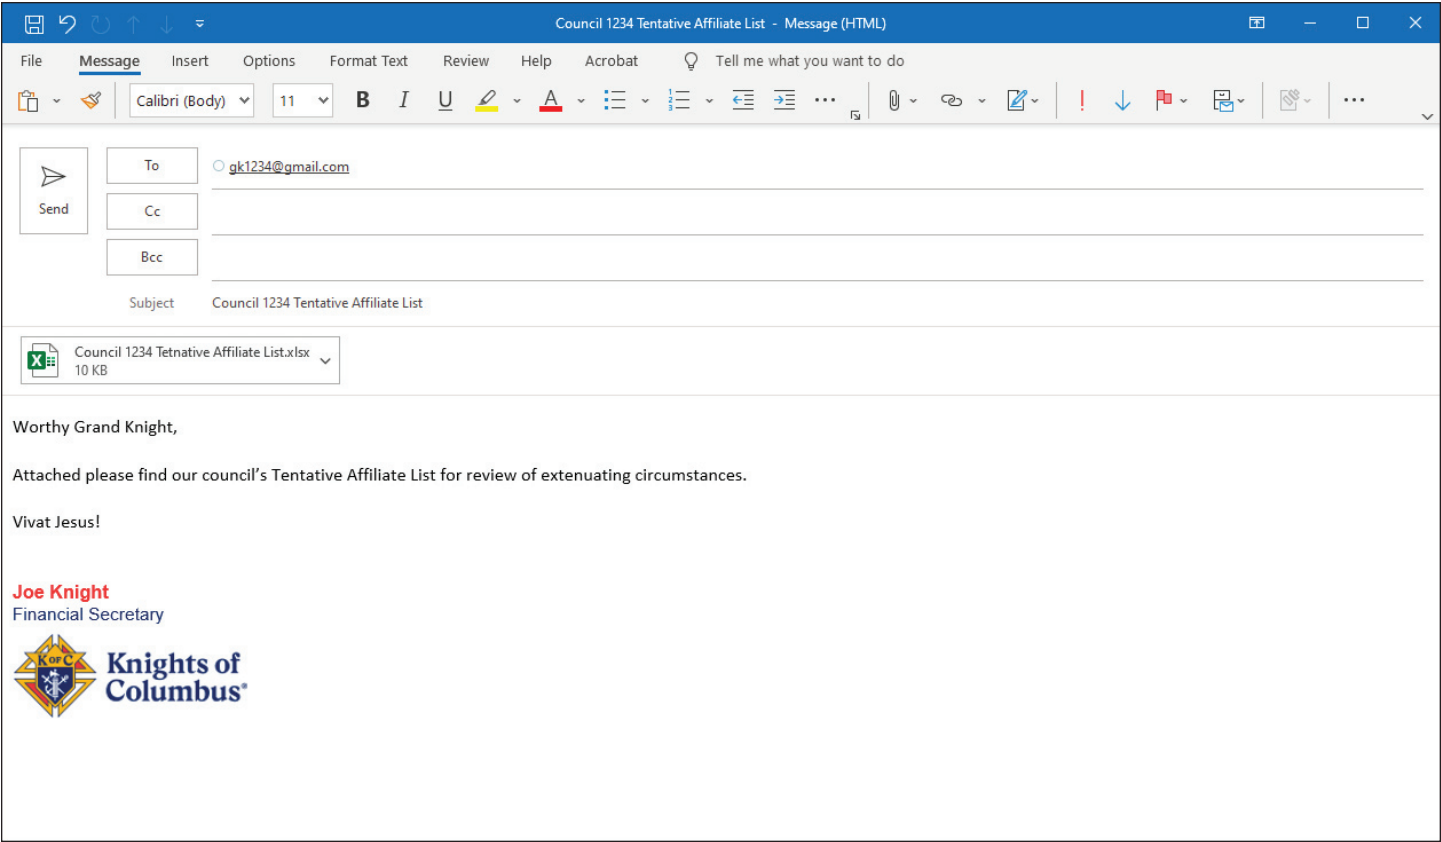 Council 1234 Tentative Affiliate List - Message (HTML)
File Message Insert Options Format Text Review Help Acrobat Tell me what you want to do
Calibri (Body) 11 B I U A
To gk1234@gmail.com
Send Cc
Bcc
Subject Council 1234 Tentative Affiliate List
Council 1234 Tetnative Affiliate List.xlsx
10 KB
Worthy Grand Knight,
Attached please find our council's Tentative Affiliate List for review of extenuating circumstances.
Vivat Jesus!
Joe Knight
Financial Secretary
K OF C
Knights of
Columbus®